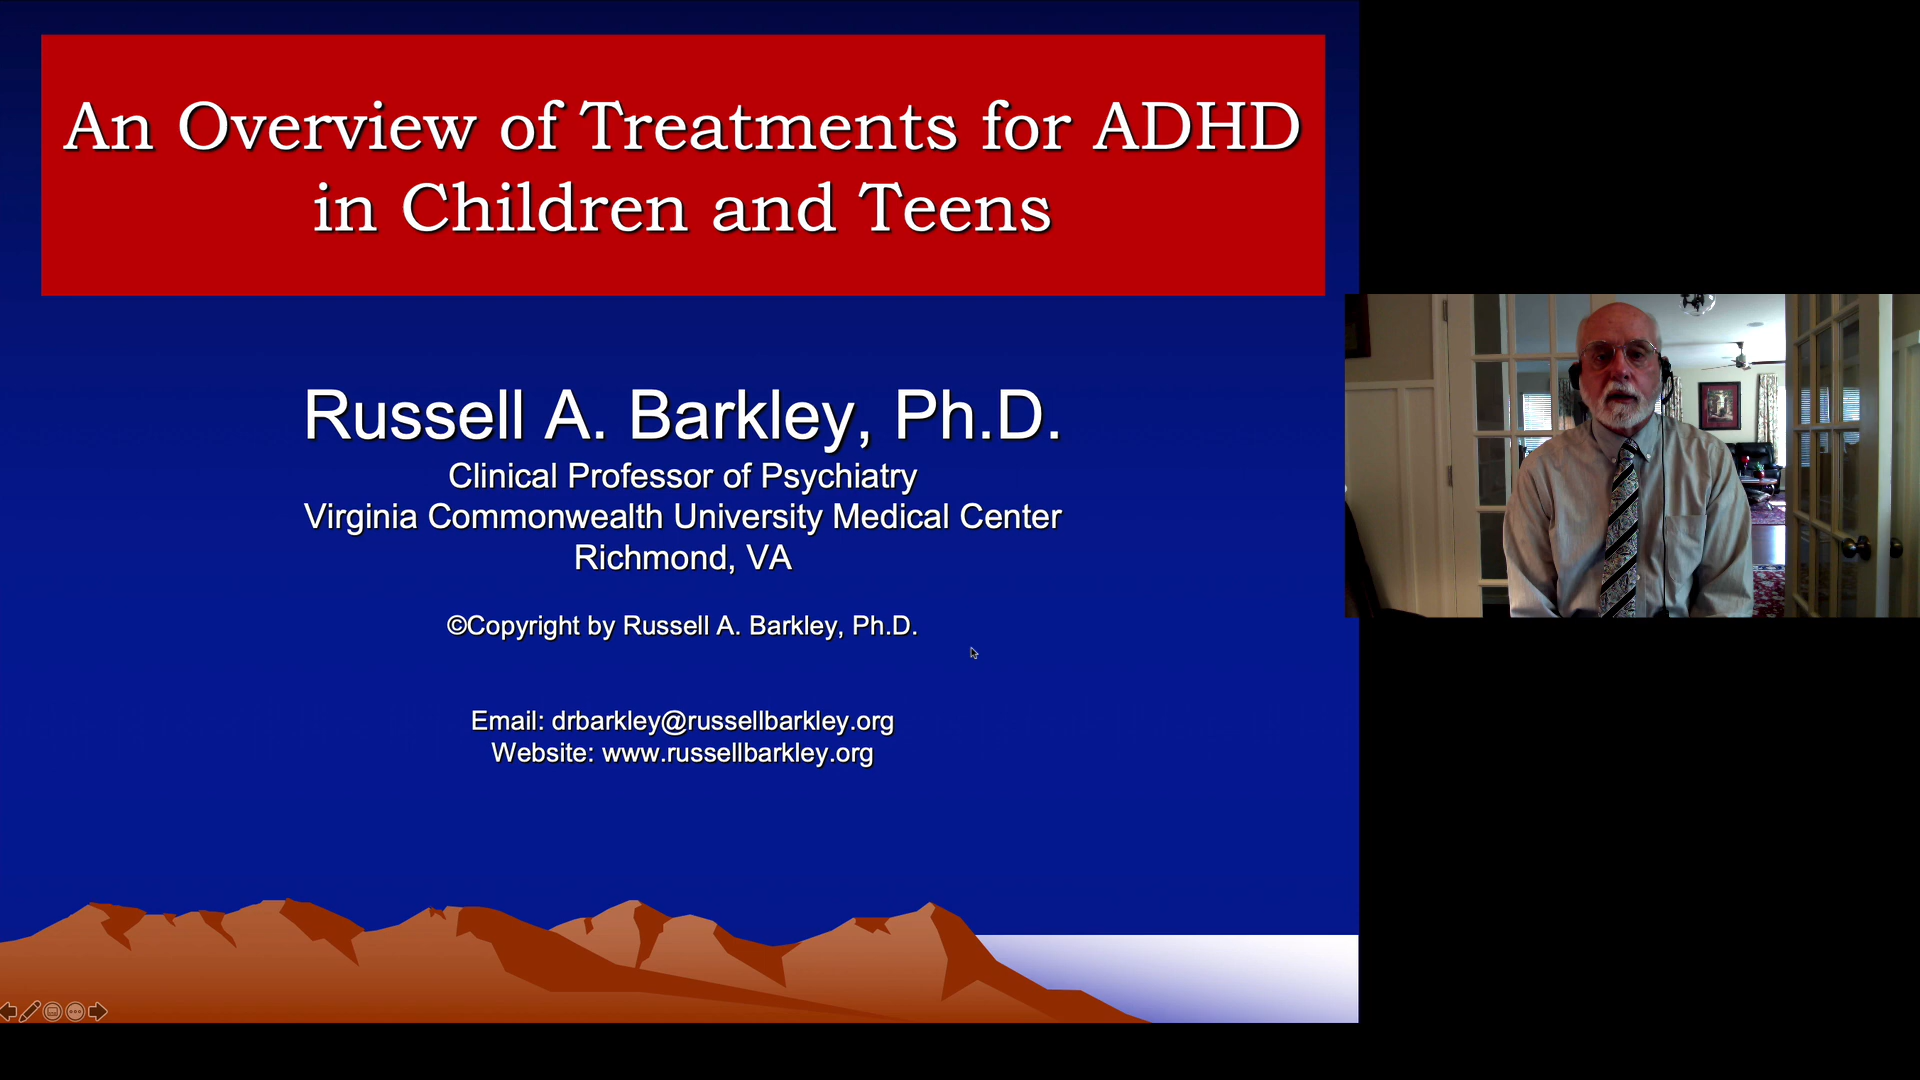 An Overview of Treatments for ADHD
in Children and Teens
Russell A. Barkley, Ph.D.
Clinical Professor of Psychiatry
Virginia Commonwealth University Medical Center
Richmond, VA
©Copyright by Russell A. Barkley, Ph.D.
Email: drbarkley@russellbarkley.org
Website: www.russellbarkley.org